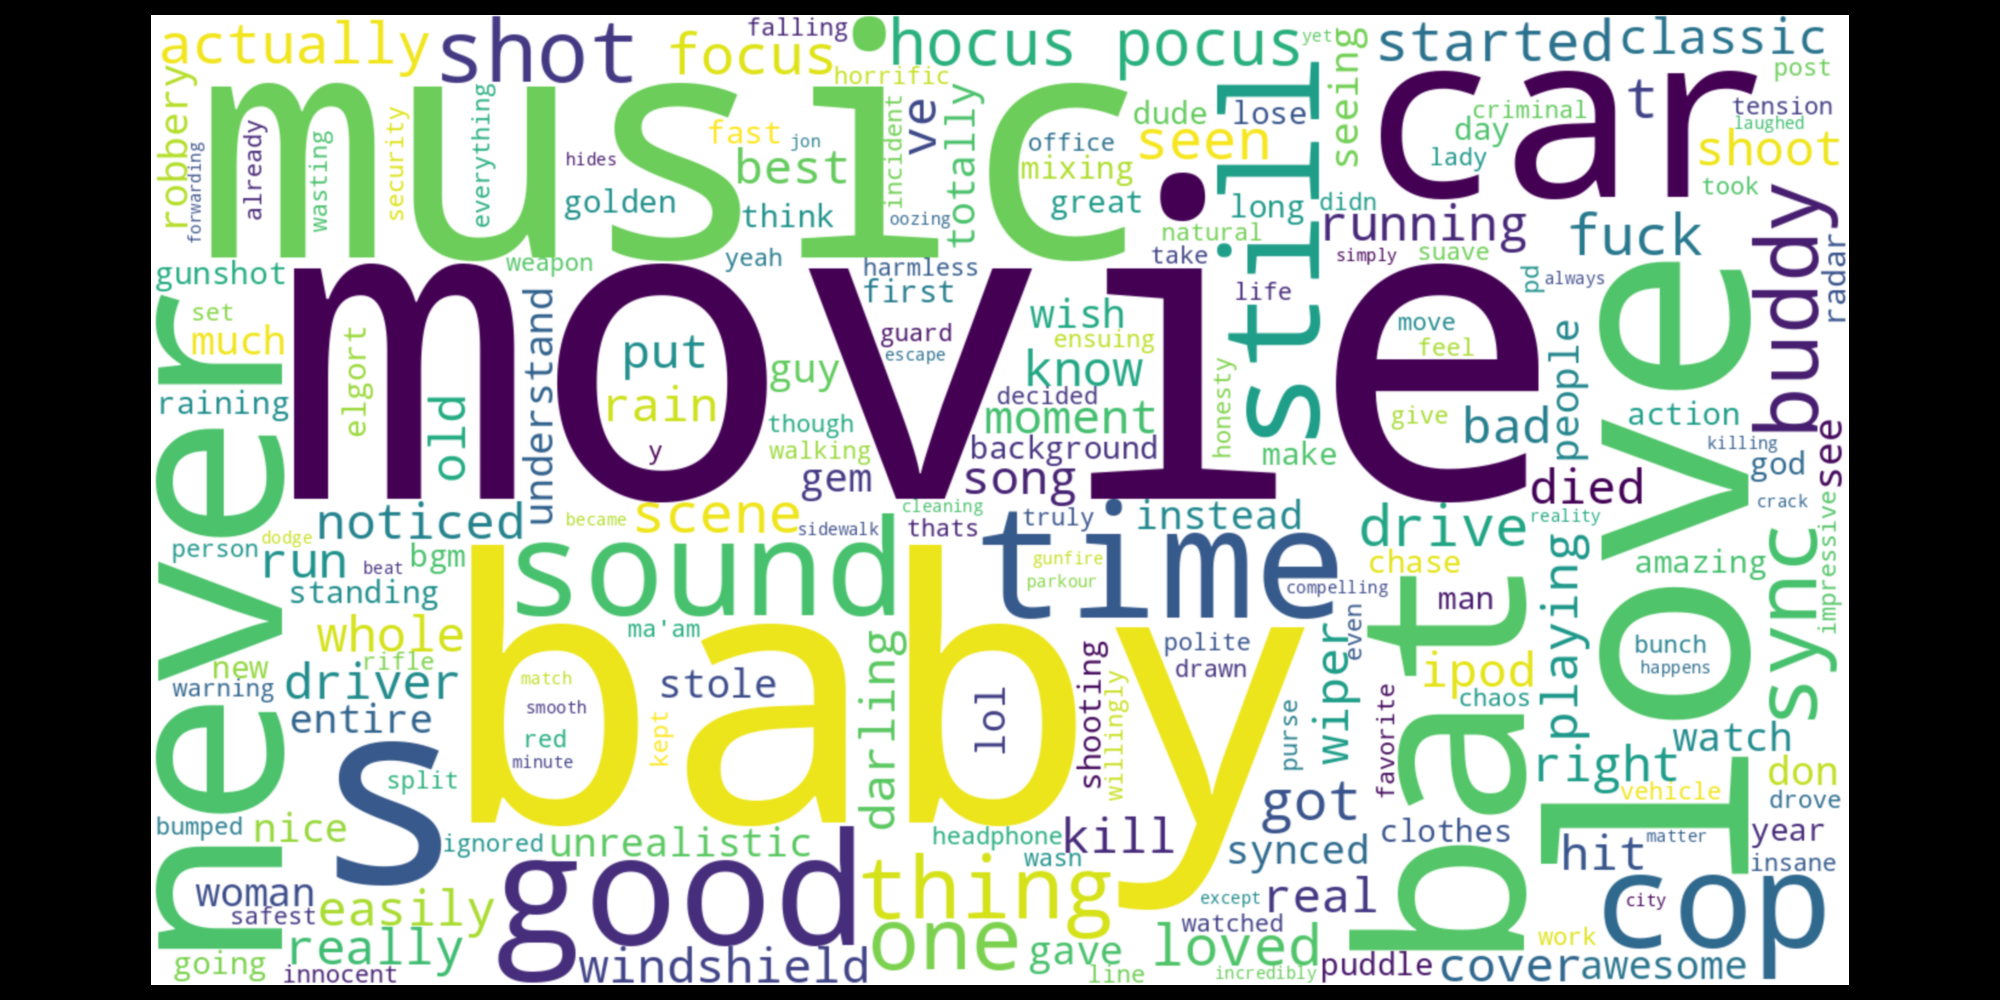 actually
shot
focus
falling
hocus pocus
yet
seeing
started
classic
post
robbery
music
horrific
still
car
t
tension
laughed
criminal
day
lady
shoot
took
forwarding
already
wasting
security
everything
hides
fast
jon
best
golden
think
incident
ve
totally
oozing
office
mixing
great
dude
seen
lose
long
didn
natural
running
fuck
buddy
radar
gunshot
weapon
yeah
harmless
first
take
simply
suave
pd
always
life
never
set
much
raining
movie
elgort
old
understand
put
rain
y
guy
though
walking
gem
guard
escape
wish
ensuing
know
decided
moment
background
song
honesty
make
move
feel
give
bad
people
love
action
killing
god
crack
see
died
noticed
became
scene
sidewalk
cleaning
thats
truly
instead
time
drive
reality
dodge
person
run
beat
bgm
standing
sound
gunfire
parkour
compelling
chase
man
playing
amazing
sync
impressive
whole
ma'am
baby
darling
polite
drawn
even
wiper
bat
ipod
chaos
bunch
happens
new
rifle
warning
driver
entire
match
smooth
red
minute
stole
kept
lol
shooting
willingly
purse
favorite
watch
right
don
vehicle
drove
s
split
got
clothes
l
hit
matter
year
insane
bumped
nice
ignored
unrealistic
headphone
wash
kill
synced
woman
safest
easily
good
thing
except
real
watched
city
cop
going
really
innocent
windshield
one
gave
line
loved
incredibly
puddle
work
cover
awesome